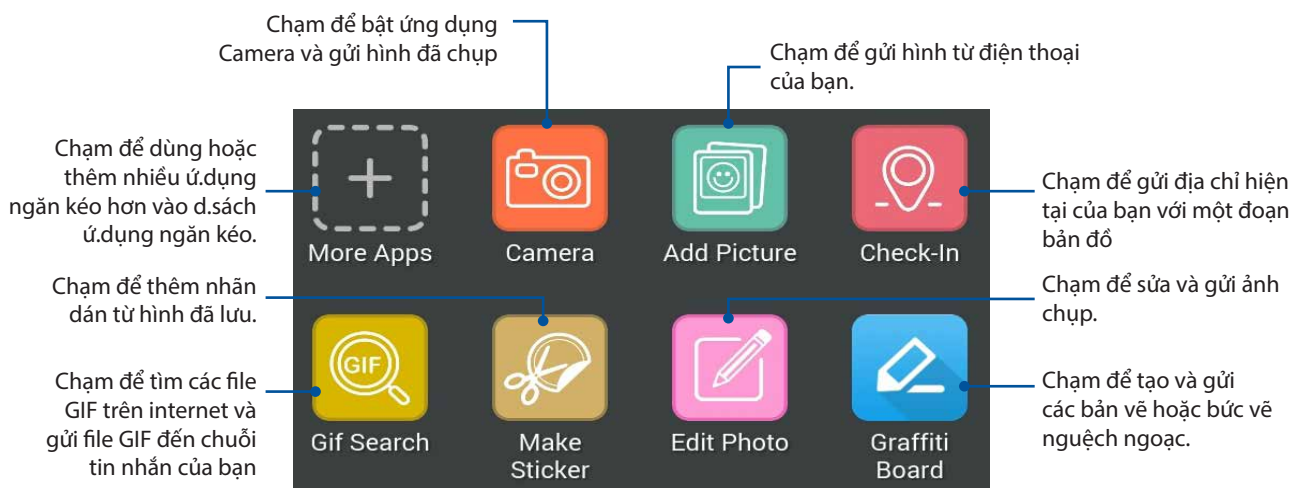 Chạm để bật ứng dụng
Camera và gửi hình đã chụp
Chạm để gửi hình từ điện thoại
của bạn.
Chạm để dùng hoặc
thêm nhiều ứ.dụng
ngăn kéo hơn vào d.sách
ứ.dụng ngăn kéo.
Chạm để gửi địa chỉ hiện
tại của bạn với một đoạn
bản đồ
More Apps
Camera
Add Picture
Check-In
Chạm để thêm nhãn
dán từ hình đã lưu.
Chạm để sửa và gửi ảnh
chụp.
GIF
Chạm để tìm các file
GIF trên internet và
gửi file GIF đến chuỗi
tin nhắn của bạn
Chạm để tạo và gửi
các bản vẽ hoặc bức vẽ
nguệch ngoạc.
Gif Search
Make
Sticker
Edit Photo
Graffiti
Board